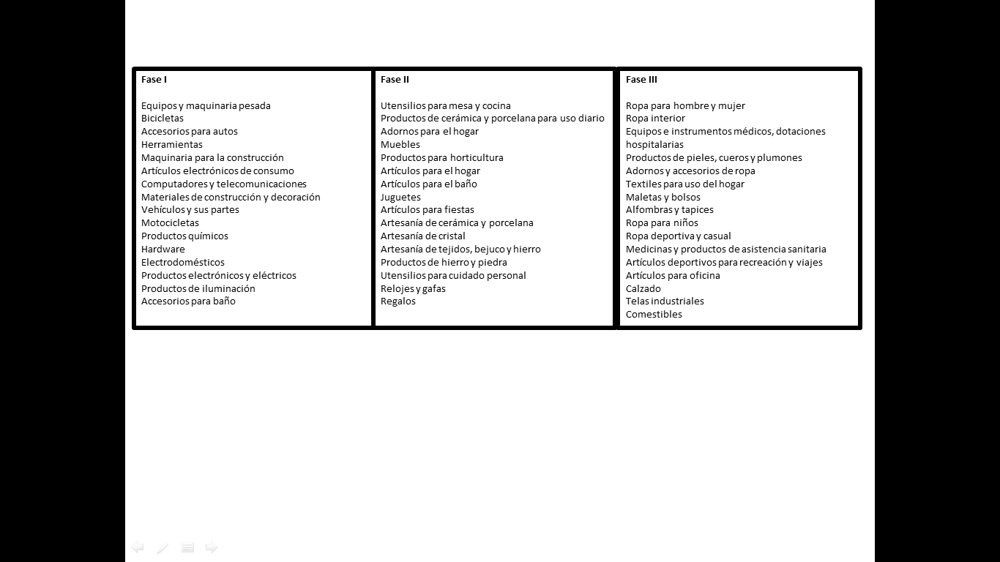 Fase I
Equipos y maquinaria pesada
Bicicletas
Accesorios para autos
Herramientas
Maquinaria para la construcción
Artículos electrónicos de consumo
Computadores y telecomunicaciones
Materiales de construcción y decoración
Vehículos y sus partes
Motocicletas
Productos químicos
Hardware
Electrodomésticos
Productos electrónicos y eléctricos
Productos de iluminación
Accesorios para baño
Fase II
Utensilios para mesa y cocina
Productos de cerámica y porcelana para uso diario
Adornos para el hogar
Muebles
Productos para horticultura
Artículos para el hogar
Artículos para el baño
Juguetes
Artículos para fiestas
Artesanía de cerámica y porcelana
Artesanía de cristal
Artesanía de tejidos, bejuco y hierro
Productos de hierro y piedra
Utensilios para cuidado personal
Relojes y gafas
Regalos
Fase III
Ropa para hombre y mujer
Ropa interior
Equipos e instrumentos médicos, dotaciones
hospitalarias
Productos de pieles, cueros y plumones
Adornos y accesorios de ropa
Textiles para uso del hogar
Maletas y bolsos
Alfombras y tapices
Ropa para niños
Ropa deportiva y casual
Medicinas y productos de asistencia sanitaria
Artículos deportivos para recreación y viajes
Artículos para oficina
Calzado
Telas industriales
Comestibles